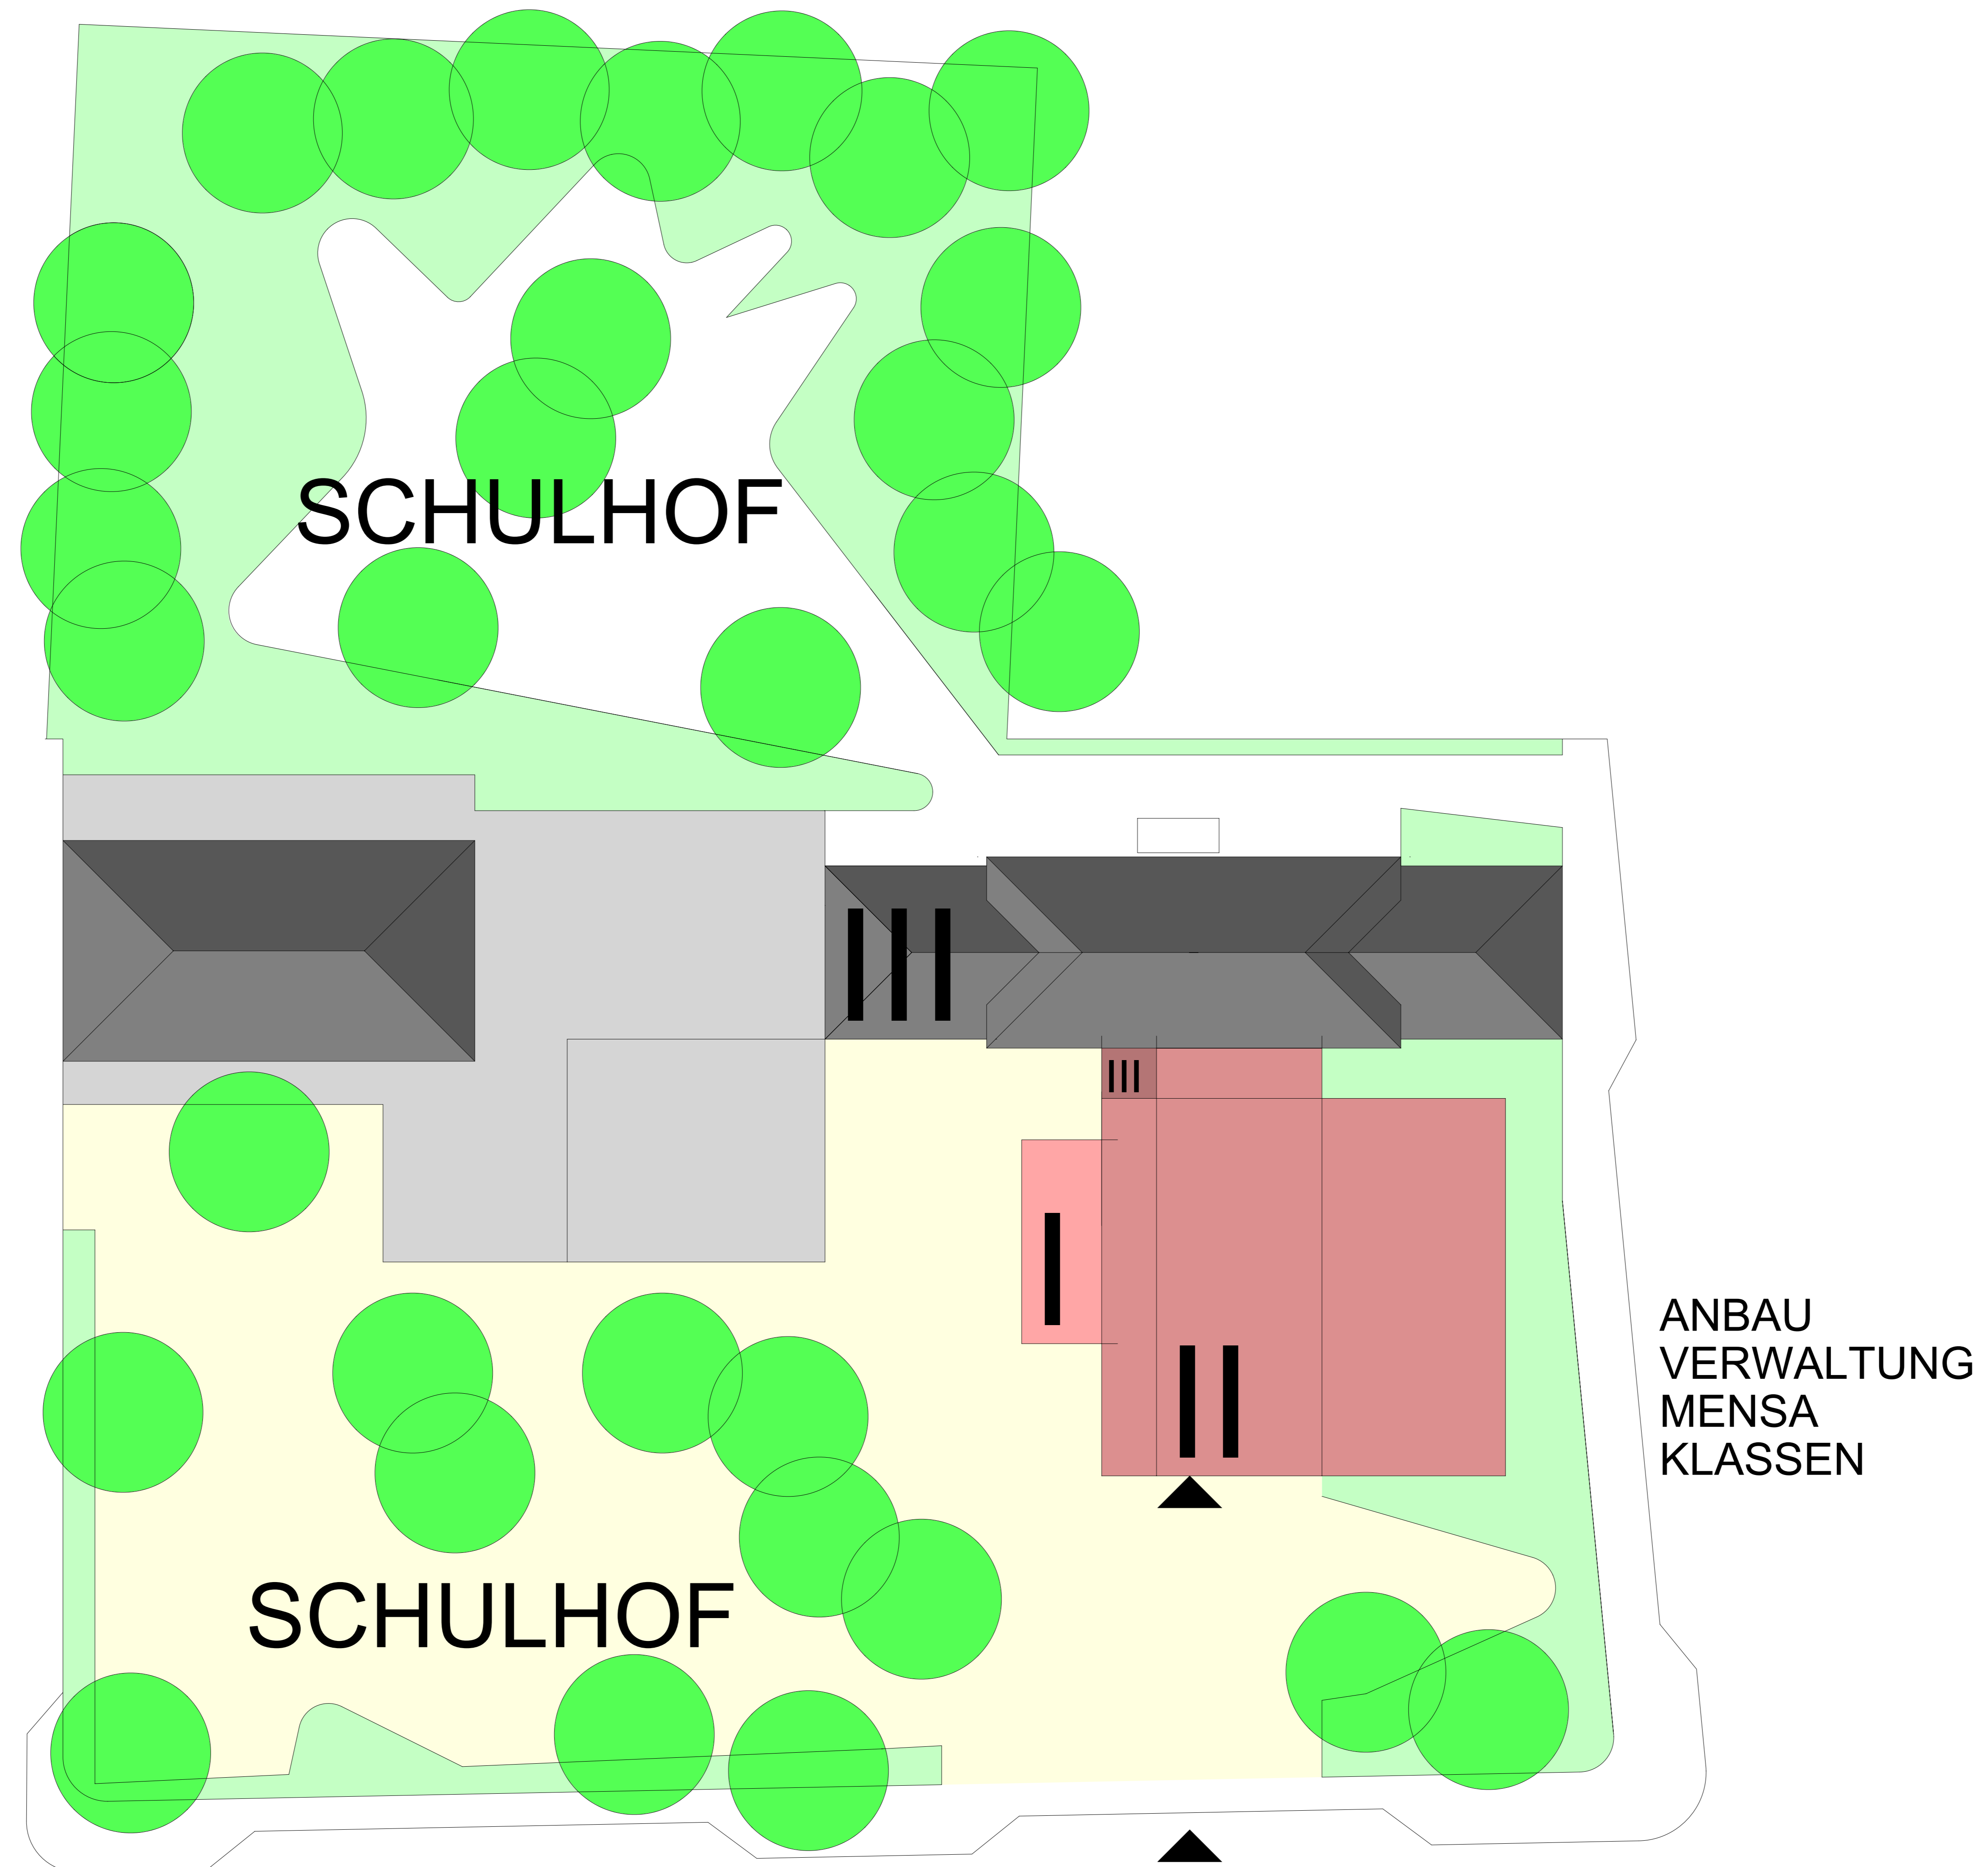 SCHULHOF
III
III
I
II
ANBAU
VERWALTUNG
MENSA
KLASSEN
SCHULHOF